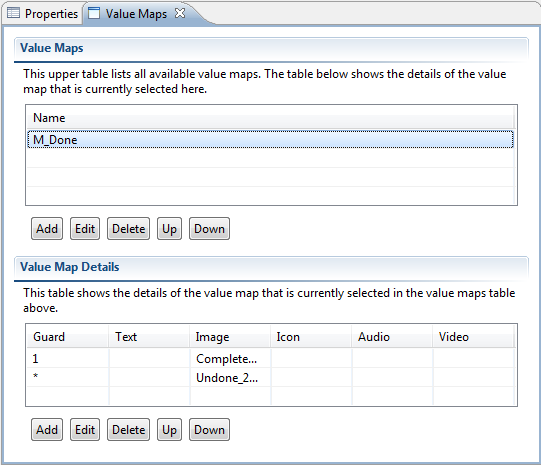 Properties Value Maps
Value Maps
This upper table lists all available value maps. The table below shows the details of the value
map that is currently selected here.
Name
M_Done
Add Edit Delete Up Down
Value Map Details
This table shows the details of the value map that is currently selected in the value maps table
above.
Guard Text Image Icon Audio Video
1 Complete...
* Undone_2...
Add Edit Delete Up Down